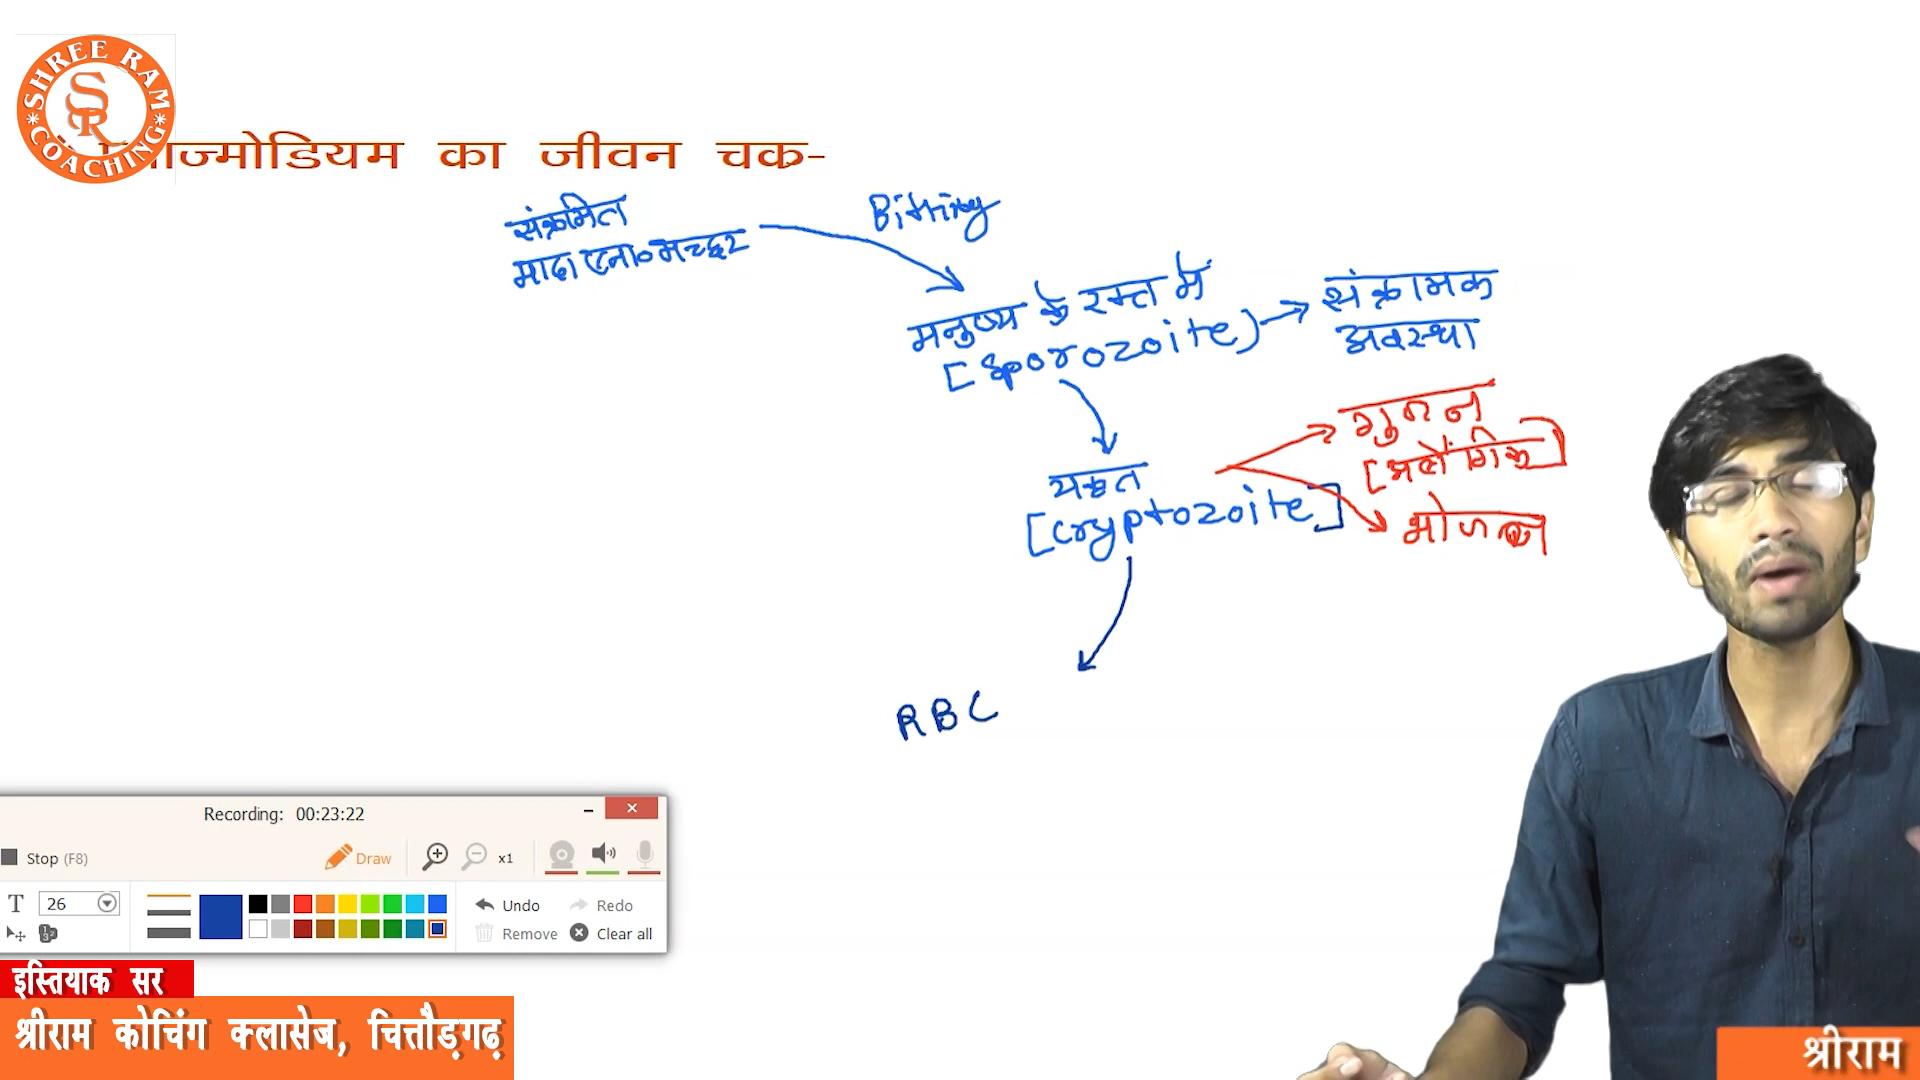 SHREE RAM
SR
COACHING
ाज्मोडियम का जीवन चक-
संक्रमित
मादा एना०मच्छर
Bitting
मनुष्य के रक्त में
[Sporozoite) → संक्रामक
अवस्था
गुणन
[अलैंगिक]
यकृत
[Cryptozoite]
भोजन
RBC
Recording: 00:23:22
Stop (F8)
Draw
x1
T 26
Undo
Redo
Remove
Clear all
इस्तियाक सर
श्रीराम कोचिंग क्लासेज, चित्तौड़गढ़
श्रीराम